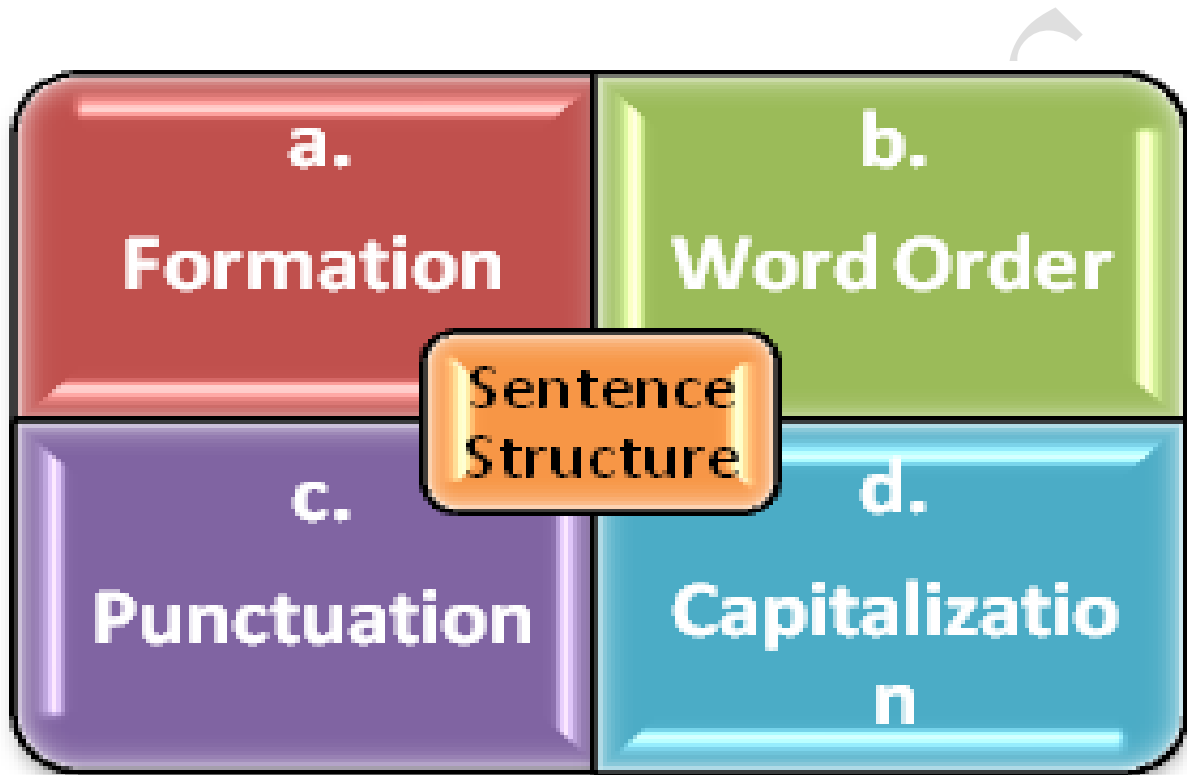 a.
Formation
b.
Word Order
Sentence
Structure
c.
Punctuation
d.
Capitalizatio
n